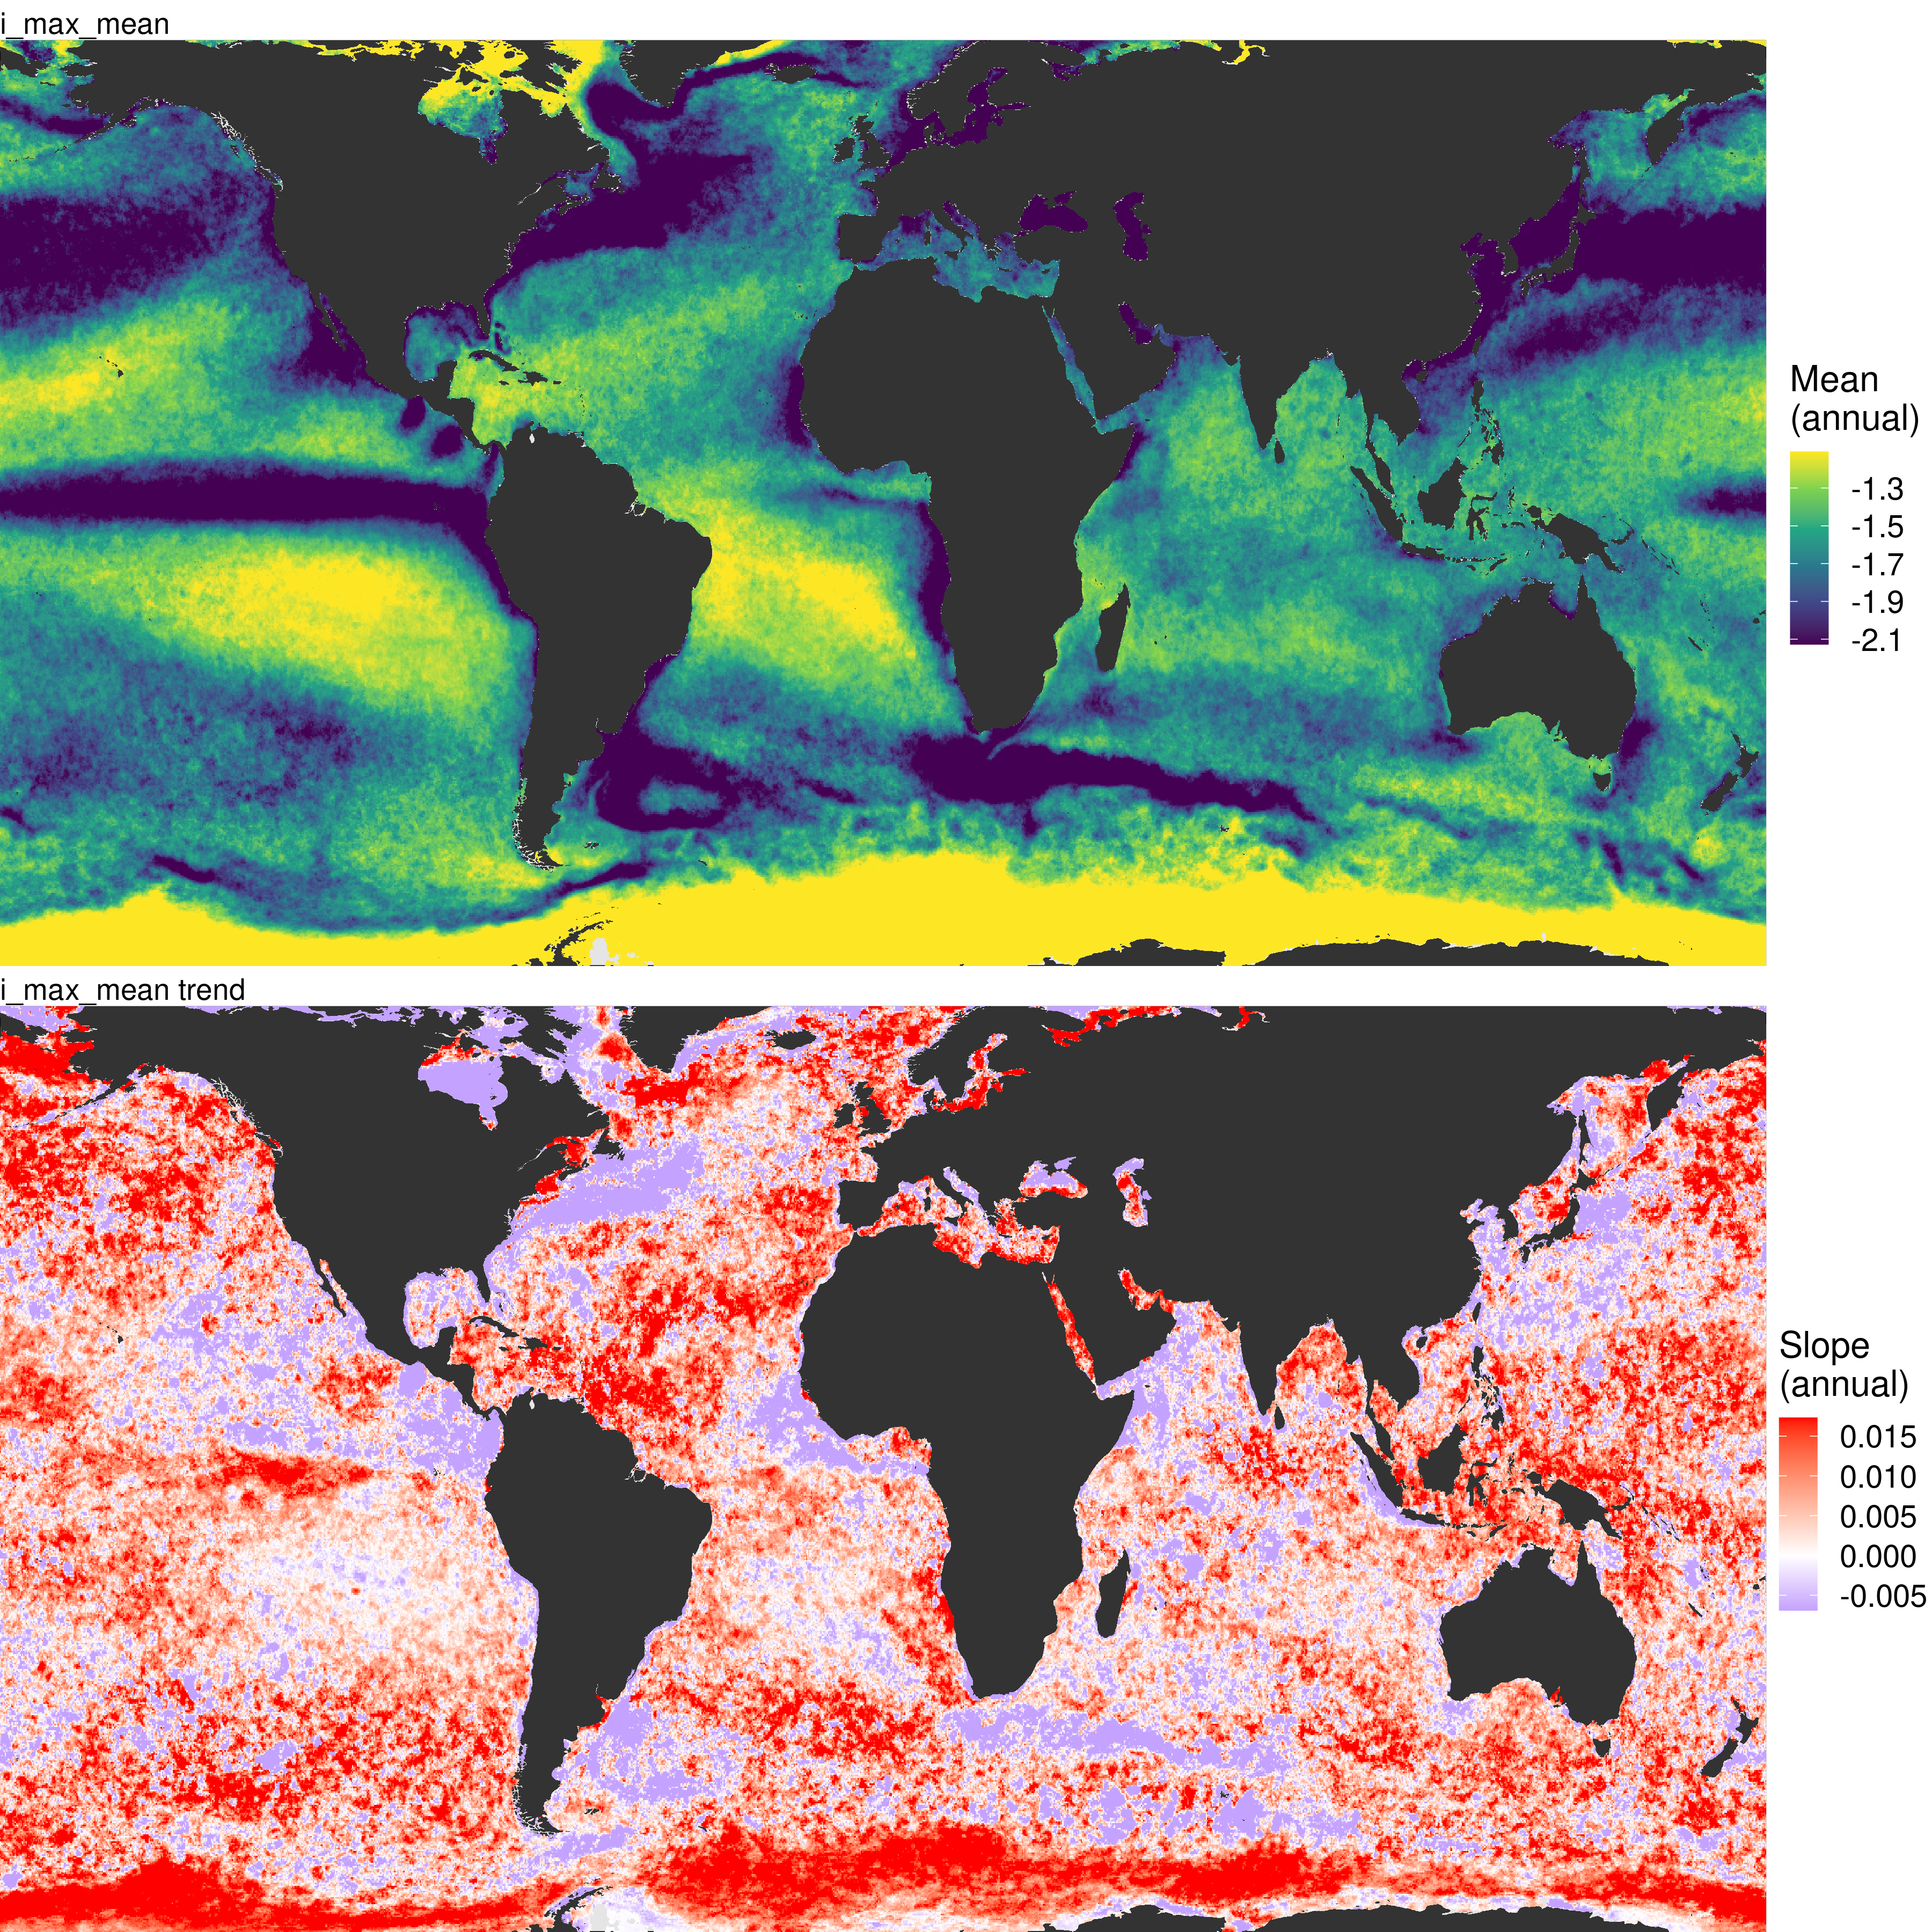 i_max_mean
Mean
(annual)
-1.3
-1.5
-1.7
-1.9
-2.1
i_max_mean trend
Slope
(annual)
0.015
0.010
0.005
0.000
-0.005